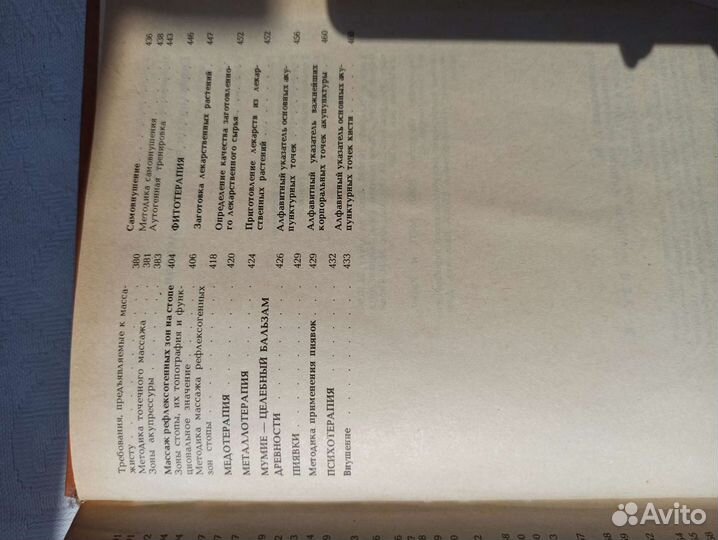 Требования, предъявляемые к масса-
жисту . . . . . . . . . 380
Методика точечного массажа . . . 381
Зоны акупрессуры . . . . . . 383
Массаж рефлексогенных зон на стопе 404
Зоны стопы, их топография и функ-
циональное значение . . . . . 406
Методика массажа рефлексогенных
зон стопы . . . . . . . . 418
МЕДОТЕРАПИЯ . . . . . . 420
МЕТАЛЛОТЕРАПИЯ . . . . . 424
МУМИЕ — ЦЕЛЕБНЫЙ БАЛЬЗАМ
ДРЕВНОСТИ . . . . . . . 426
ПИЯВКИ . . . . . . . . 429
Методика применения пиявок . . . 429
ПСИХОТЕРАПИЯ . . . . . . 432
Внушение . . . . . . . . 433
Самовнушение . . . . . . . 436
Методика самовнушения . . . . 438
Аутогенная тренировка . . . . . 443
ФИТОТЕРАПИЯ . . . . . . 446
Заготовка лекарственных растений . 447
Определение качества заготовленно-
го лекарственного сырья . . . . 452
Приготовление лекарств из лекар-
ственных растений . . . . . 452
Алфавитный указатель основных аку-
пунктурных точек . . . . . . 456
Алфавитный указатель важнейших
корпоральных точек акупунктуры . 460
Алфавитный указатель основных аку-
пунктурных точек кисти . . . .
Avito